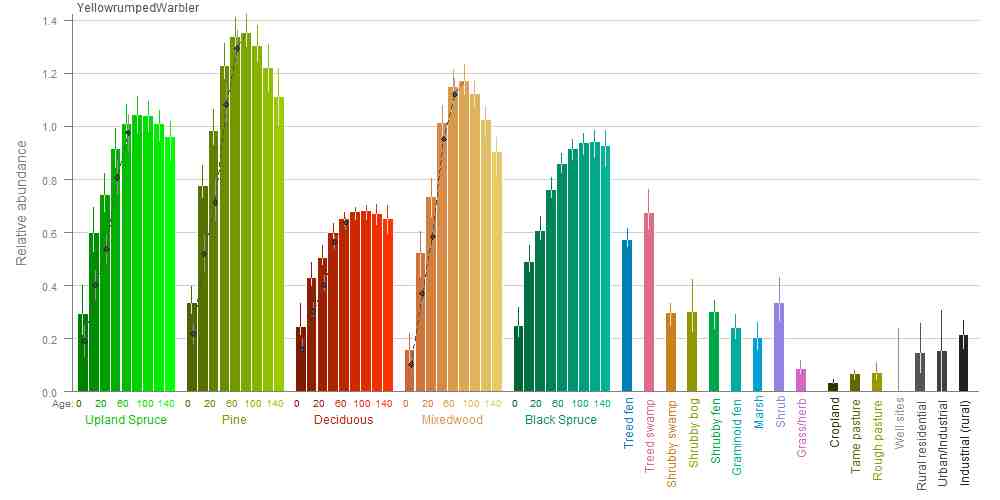 YellowrumpedWarbler
Relative abundance
1.4
1.2
1.0
0.8
0.6
0.4
0.2
0.0
Age: 0 20 60 100 140 0 20 60 100 140 0 20 60 100 140 0 20 60 100 140 0 20 60 100 140
Upland Spruce Pine Deciduous Mixedwood Black Spruce
Treed fen
Treed swamp
Shrubby swamp
Shrubby bog
Shrubby fen
Graminoid fen
Marsh
Shrub
Grass/herb
Cropland
Tame pasture
Rough pasture
Well sites
Rural residential
Urban/Industrial
Industrial (rural)